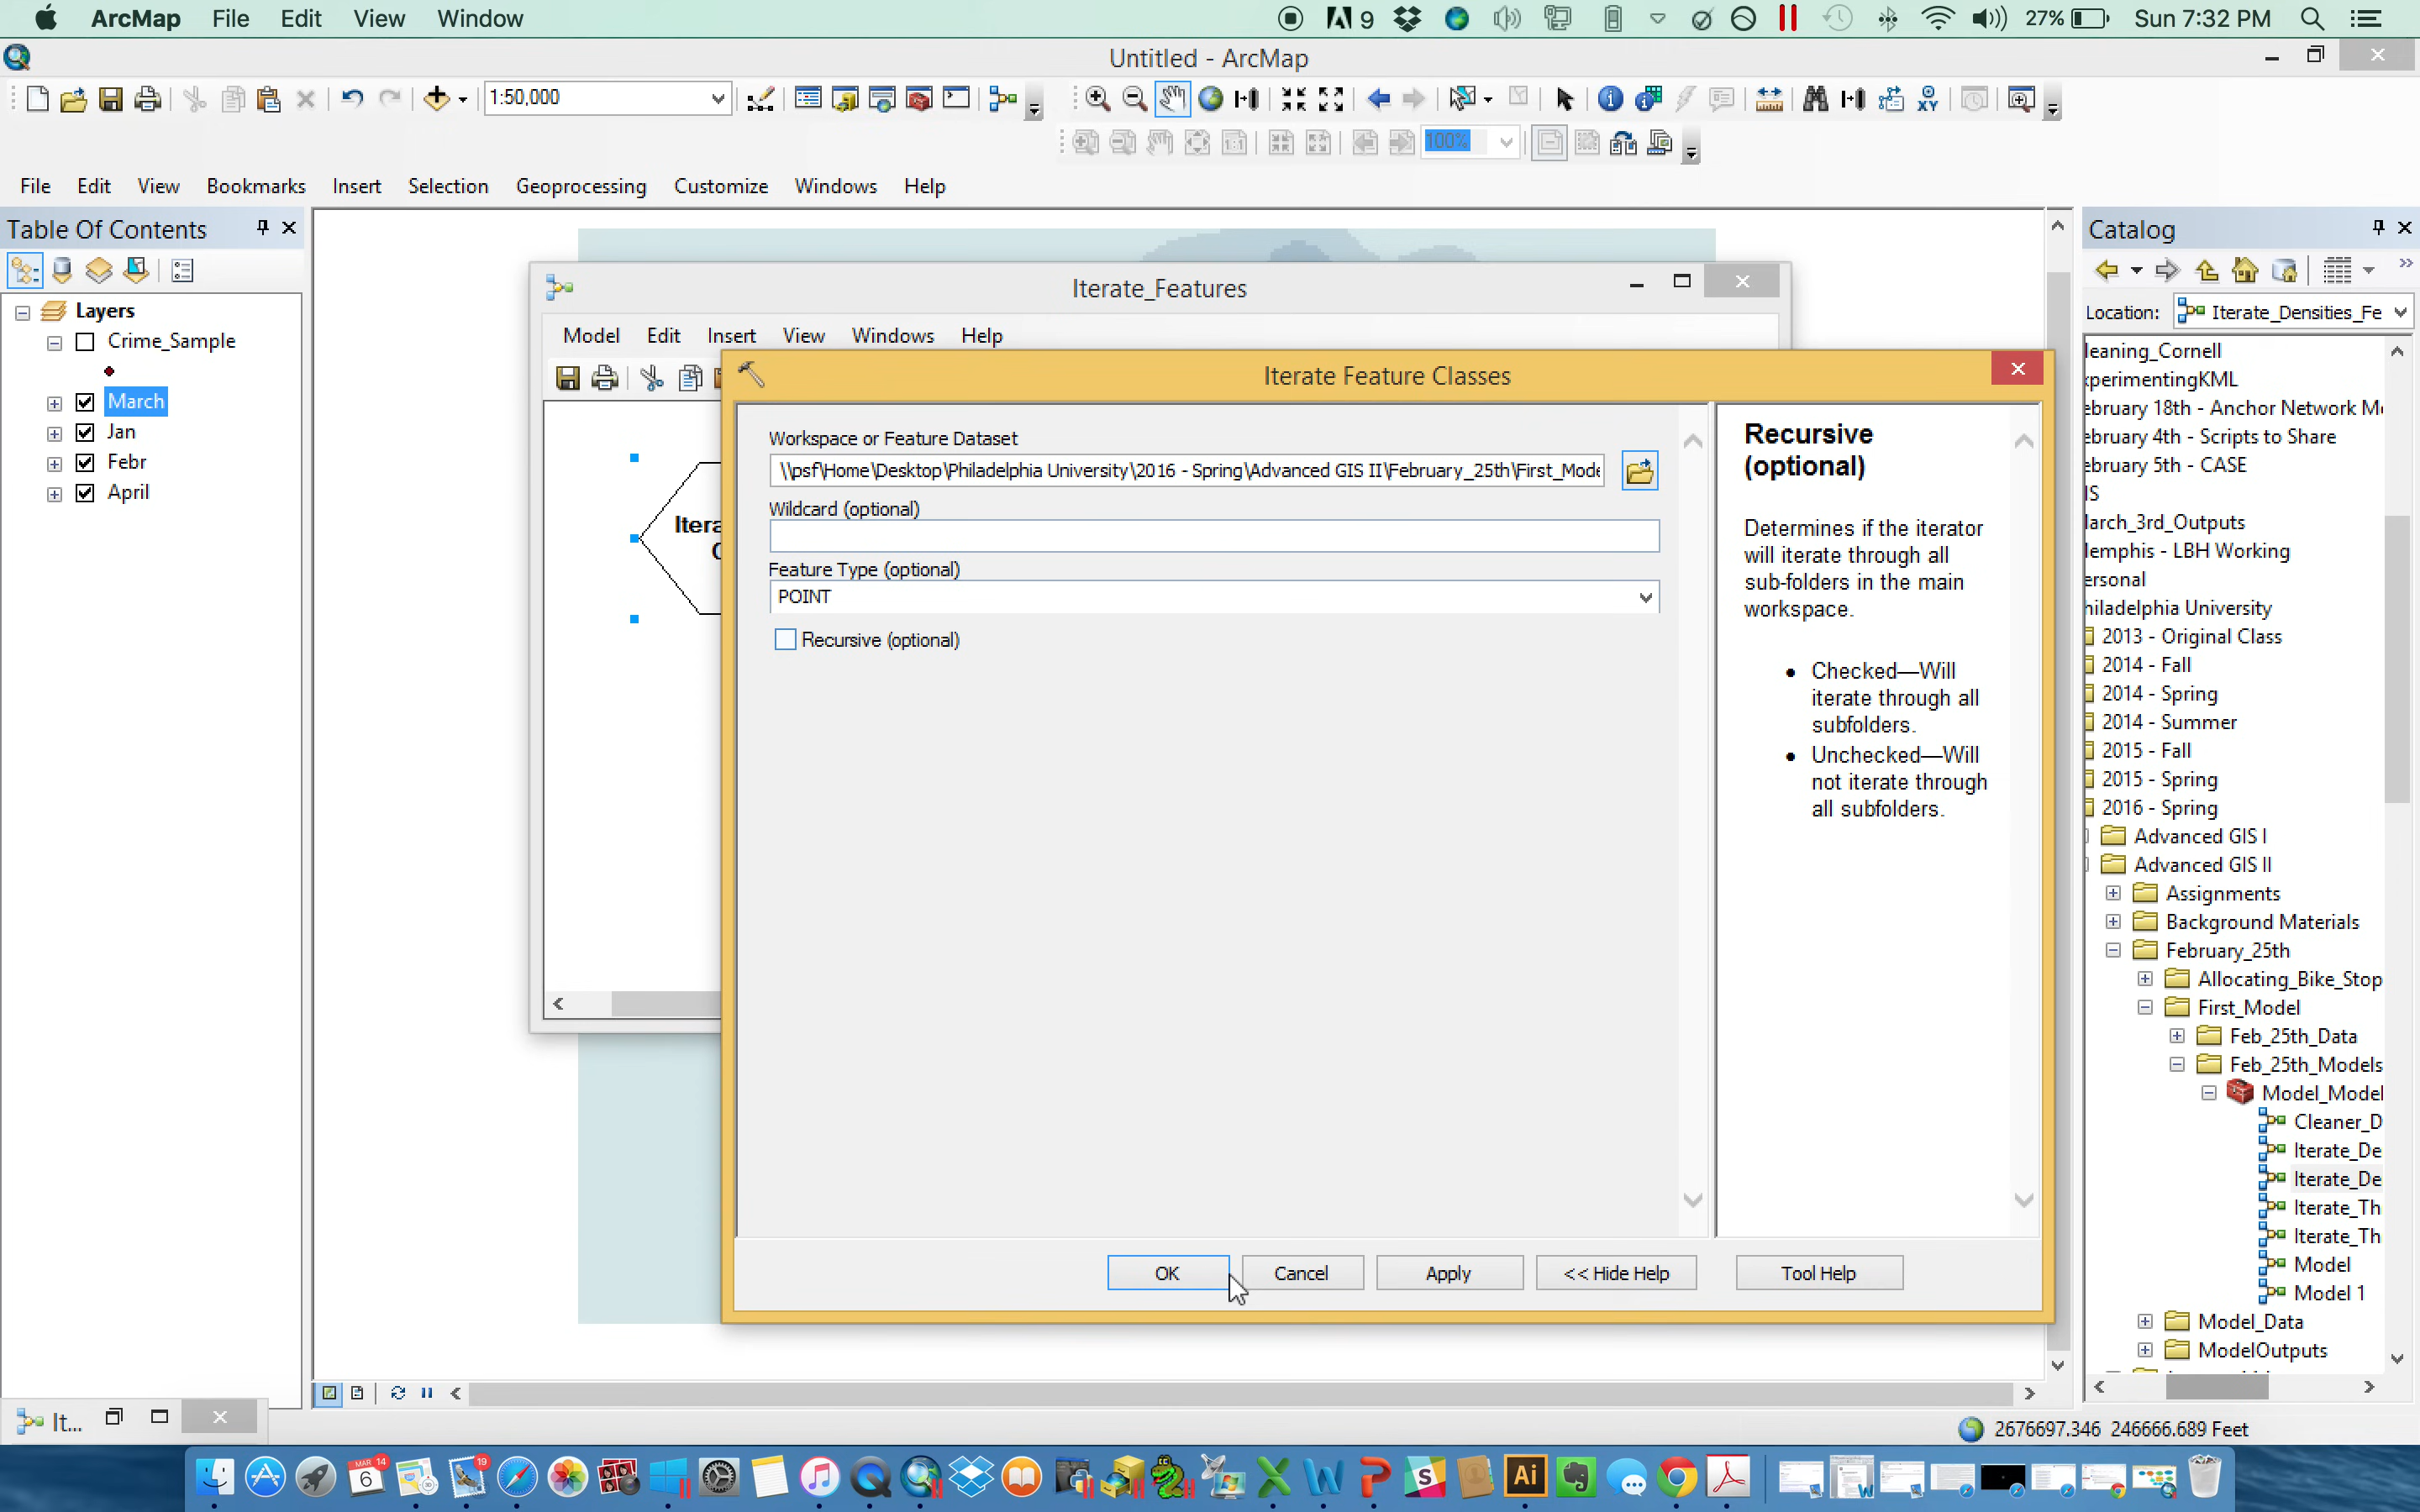 ArcMap File Edit View Window 9 27% Sun 7:32 PM
Untitled - ArcMap
1:50,000
100%
File Edit View Bookmarks Insert Selection Geoprocessing Customize Windows Help
Table Of Contents
Layers
Crime_Sample
March
Jan
Febr
April
Iterate_Features
Model Edit Insert View Windows Help
Itera
Iterate Feature Classes
Workspace or Feature Dataset
\\psf\Home\Desktop\Philadelphia University\2016 - Spring\Advanced GIS II\February_25th\First_Mode
Wildcard (optional)
Feature Type (optional)
POINT
Recursive (optional)
OK Cancel Apply << Hide Help Tool Help
Recursive
(optional)
Determines if the iterator
will iterate through all
sub-folders in the main
workspace.
• Checked—Will
iterate through all
subfolders.
• Unchecked—Will
not iterate through
all subfolders.
Catalog
Location: Iterate_Densities_Fe
leaning_Cornell
xperimentingKML
ebruary 18th - Anchor Network M
ebruary 4th - Scripts to Share
ebruary 5th - CASE
IS
larch_3rd_Outputs
lemphis - LBH Working
ersonal
hiladelphia University
2013 - Original Class
2014 - Fall
2014 - Spring
2014 - Summer
2015 - Fall
2015 - Spring
2016 - Spring
Advanced GIS I
Advanced GIS II
Assignments
Background Materials
February_25th
Allocating_Bike_Stop
First_Model
Feb_25th_Data
Feb_25th_Models
Model_Model
Cleaner_D
Iterate_De
Iterate_De
Iterate_Th
Iterate_Th
Model
Model 1
Model_Data
ModelOutputs
It...
2676697.346 246666.689 Feet
MAR 14
6
19
Ai